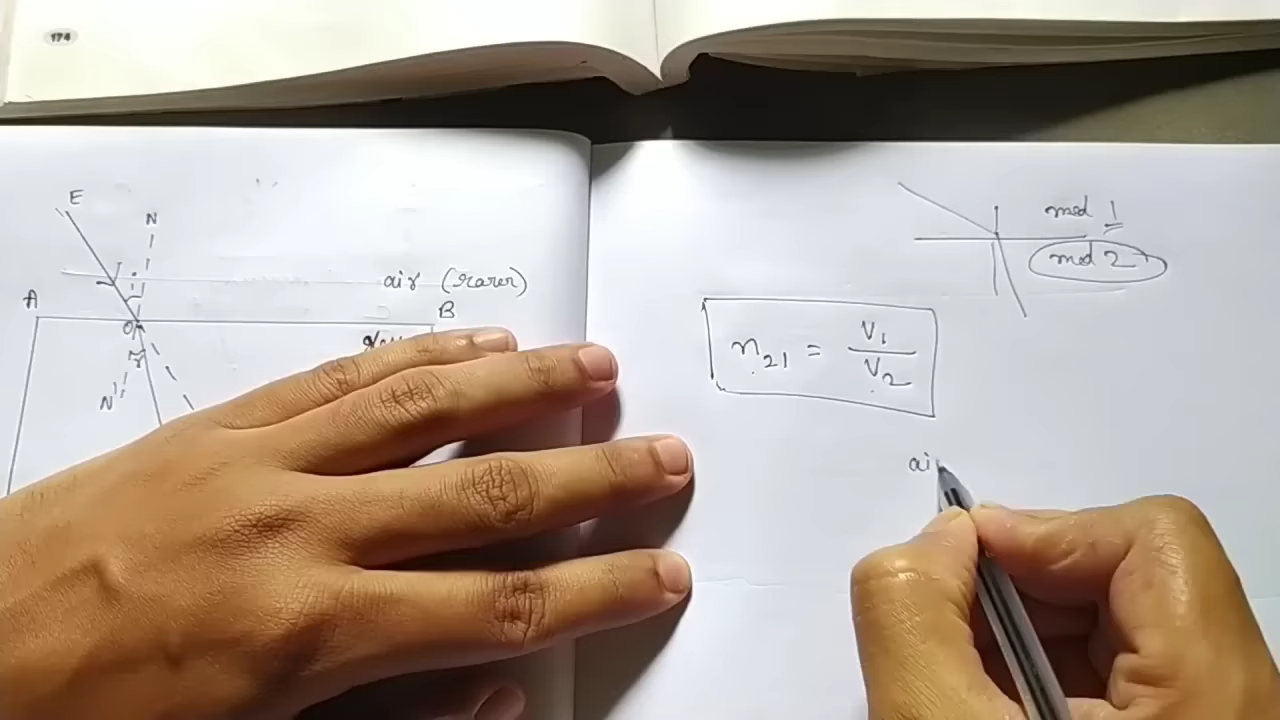 174
E
N
air (rarer)
A
B
O
i
r
N'
med 1
med 2
n21 = V1
V2
ai